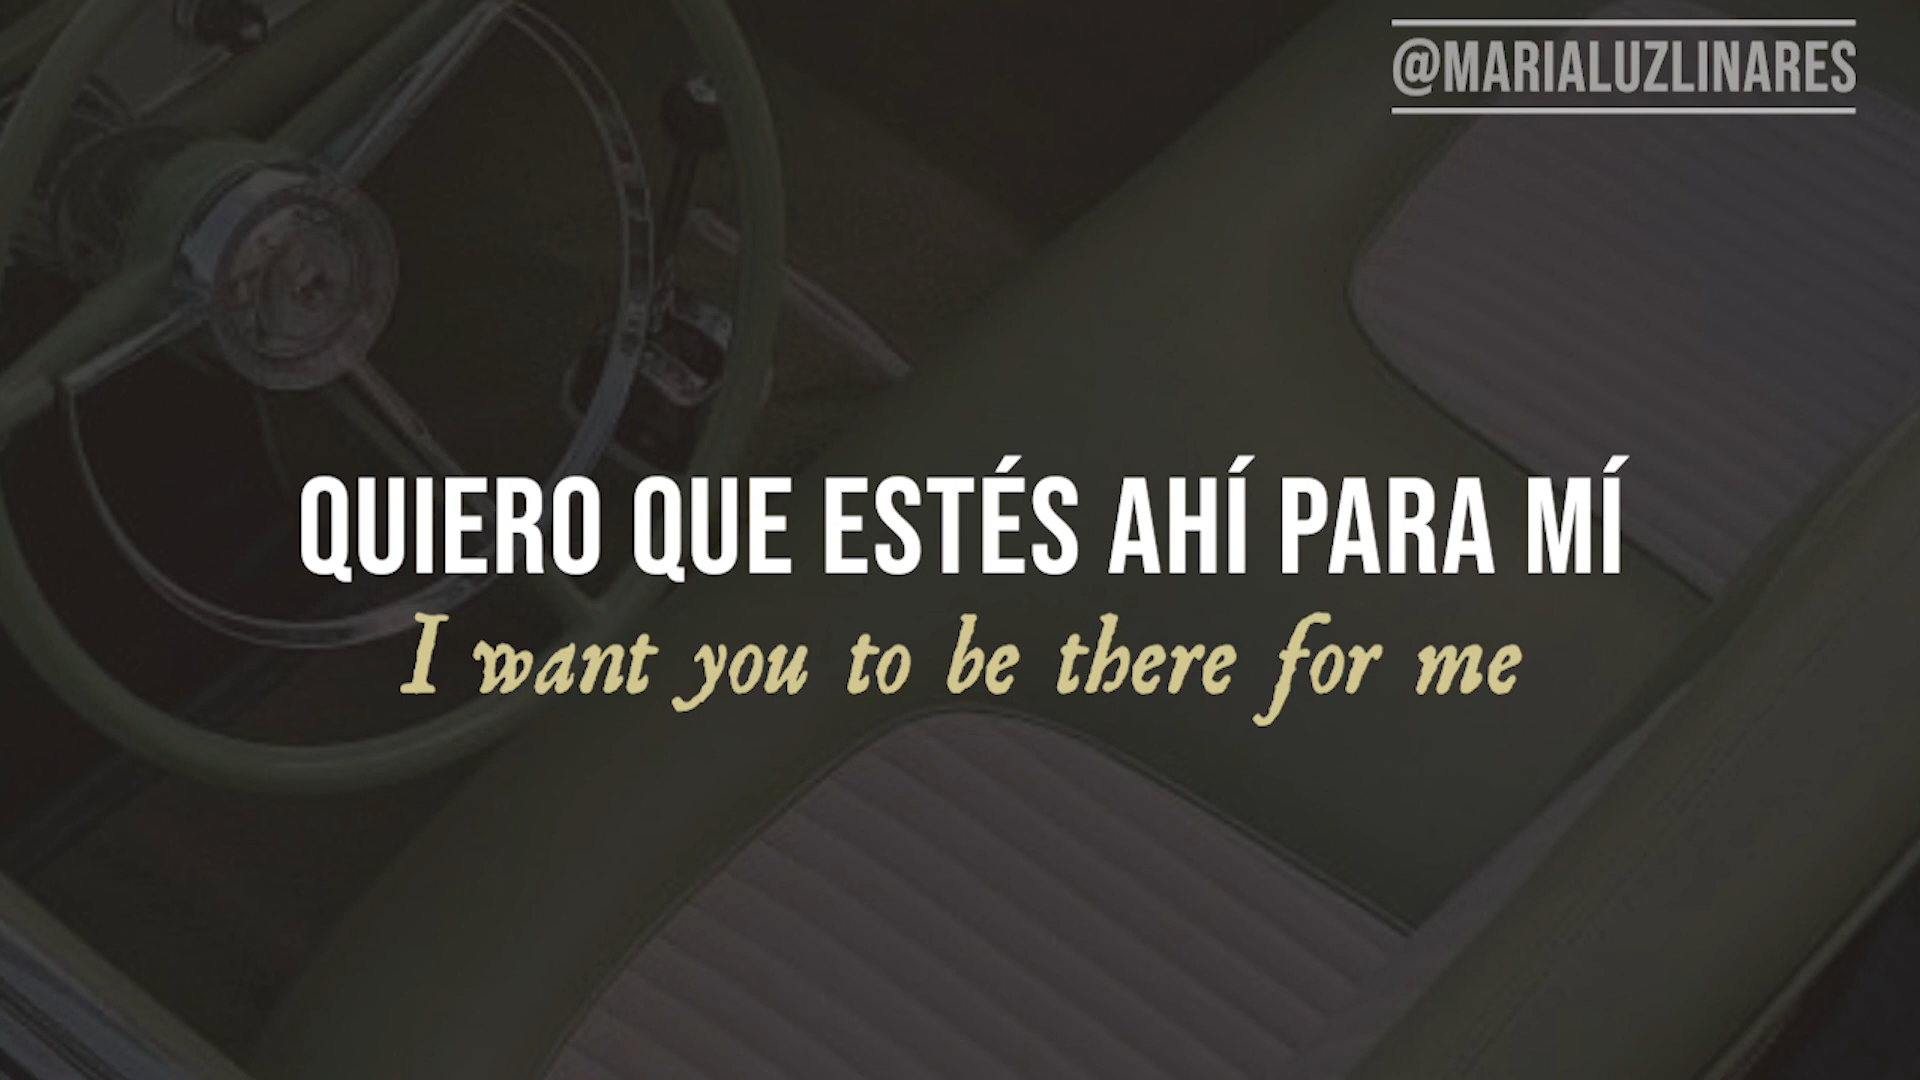 @MARIALUZLINARES
QUIERO QUE ESTÉS AHÍ PARA MÍ
I want you to be there for me